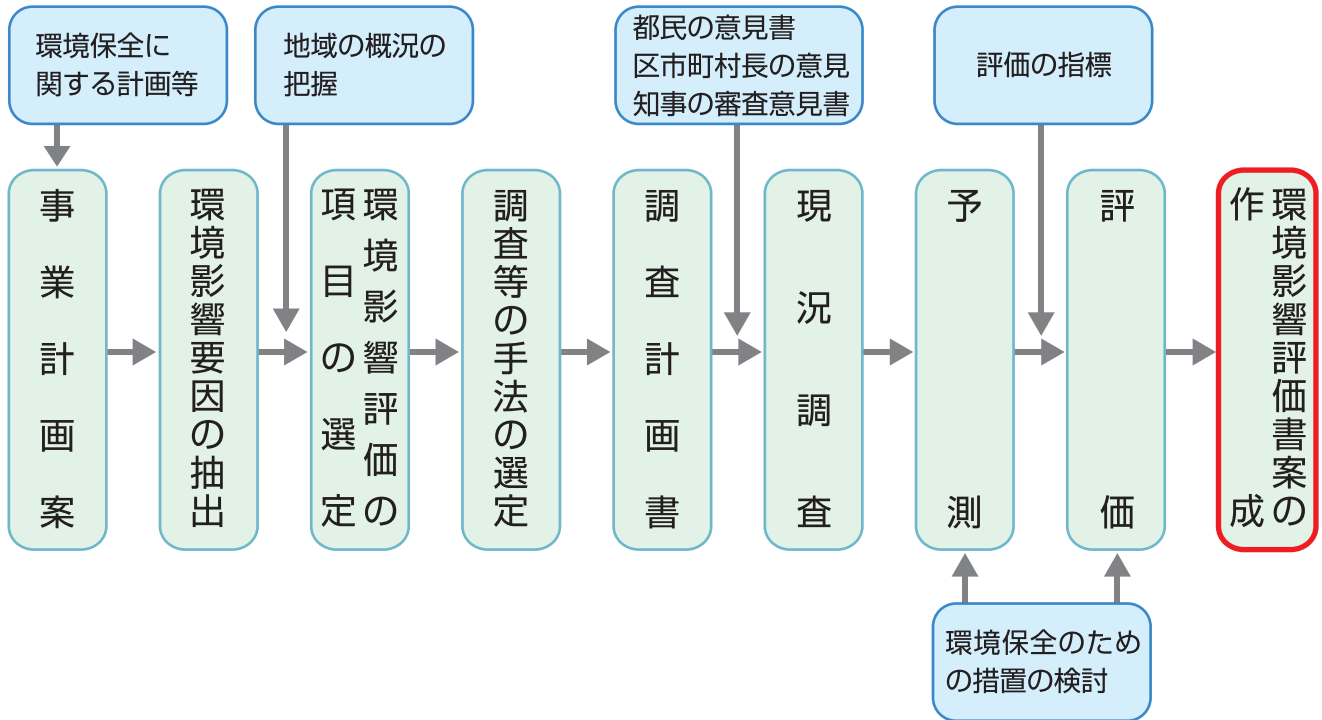 環境保全に
関する計画等
地域の概況の
把握
都民の意見書
区市町村長の意見
知事の審査意見書
評価の指標
事業計画案
環境影響要因の抽出
環境影響評価の
項目の選定
調査等の手法の選定
調査計画書
現況調査
予測
評価
環境影響評価書案の
作成
環境保全のため
の措置の検討